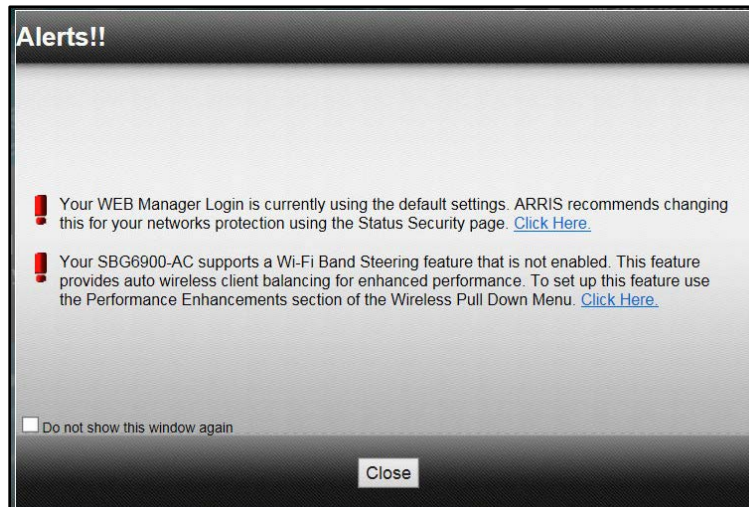 Alerts!!
Your WEB Manager Login is currently using the default settings. ARRIS recommends changing
this for your networks protection using the Status Security page. Click Here.
Your SBG6900-AC supports a Wi-Fi Band Steering feature that is not enabled. This feature
provides auto wireless client balancing for enhanced performance. To set up this feature use
the Performance Enhancements section of the Wireless Pull Down Menu. Click Here.
Do not show this window again
Close